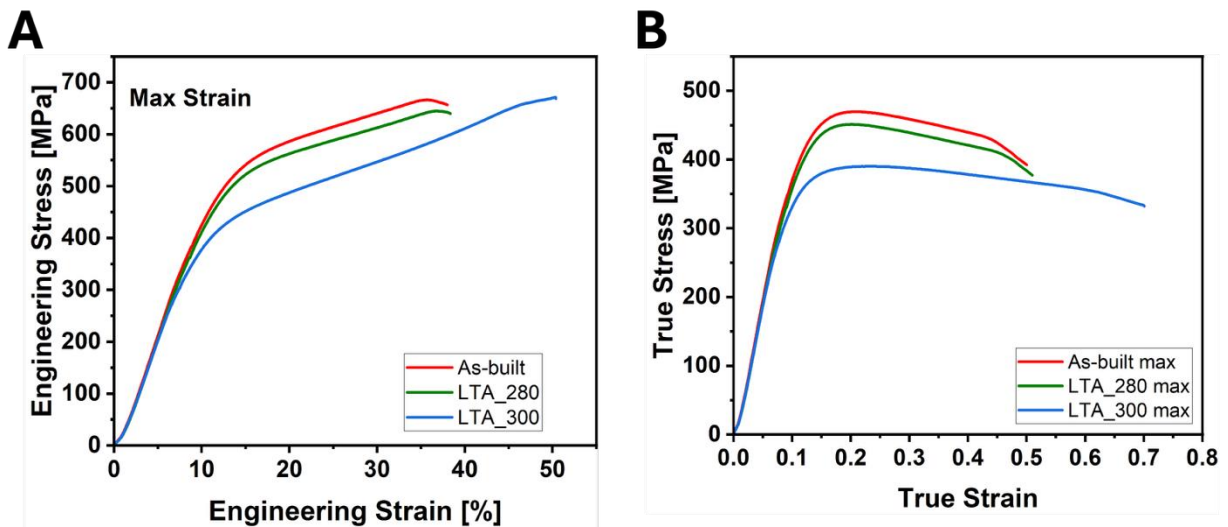 A
Engineering Stress [MPa]
700
600
500
400
300
200
100
0
Max Strain
As-built
LTA_280
LTA_300
0 10 20 30 40 50
Engineering Strain [%]
B
True Stress [MPa]
500
400
300
200
100
0
As-built max
LTA_280 max
LTA_300 max
0.0 0.1 0.2 0.3 0.4 0.5 0.6 0.7 0.8
True Strain